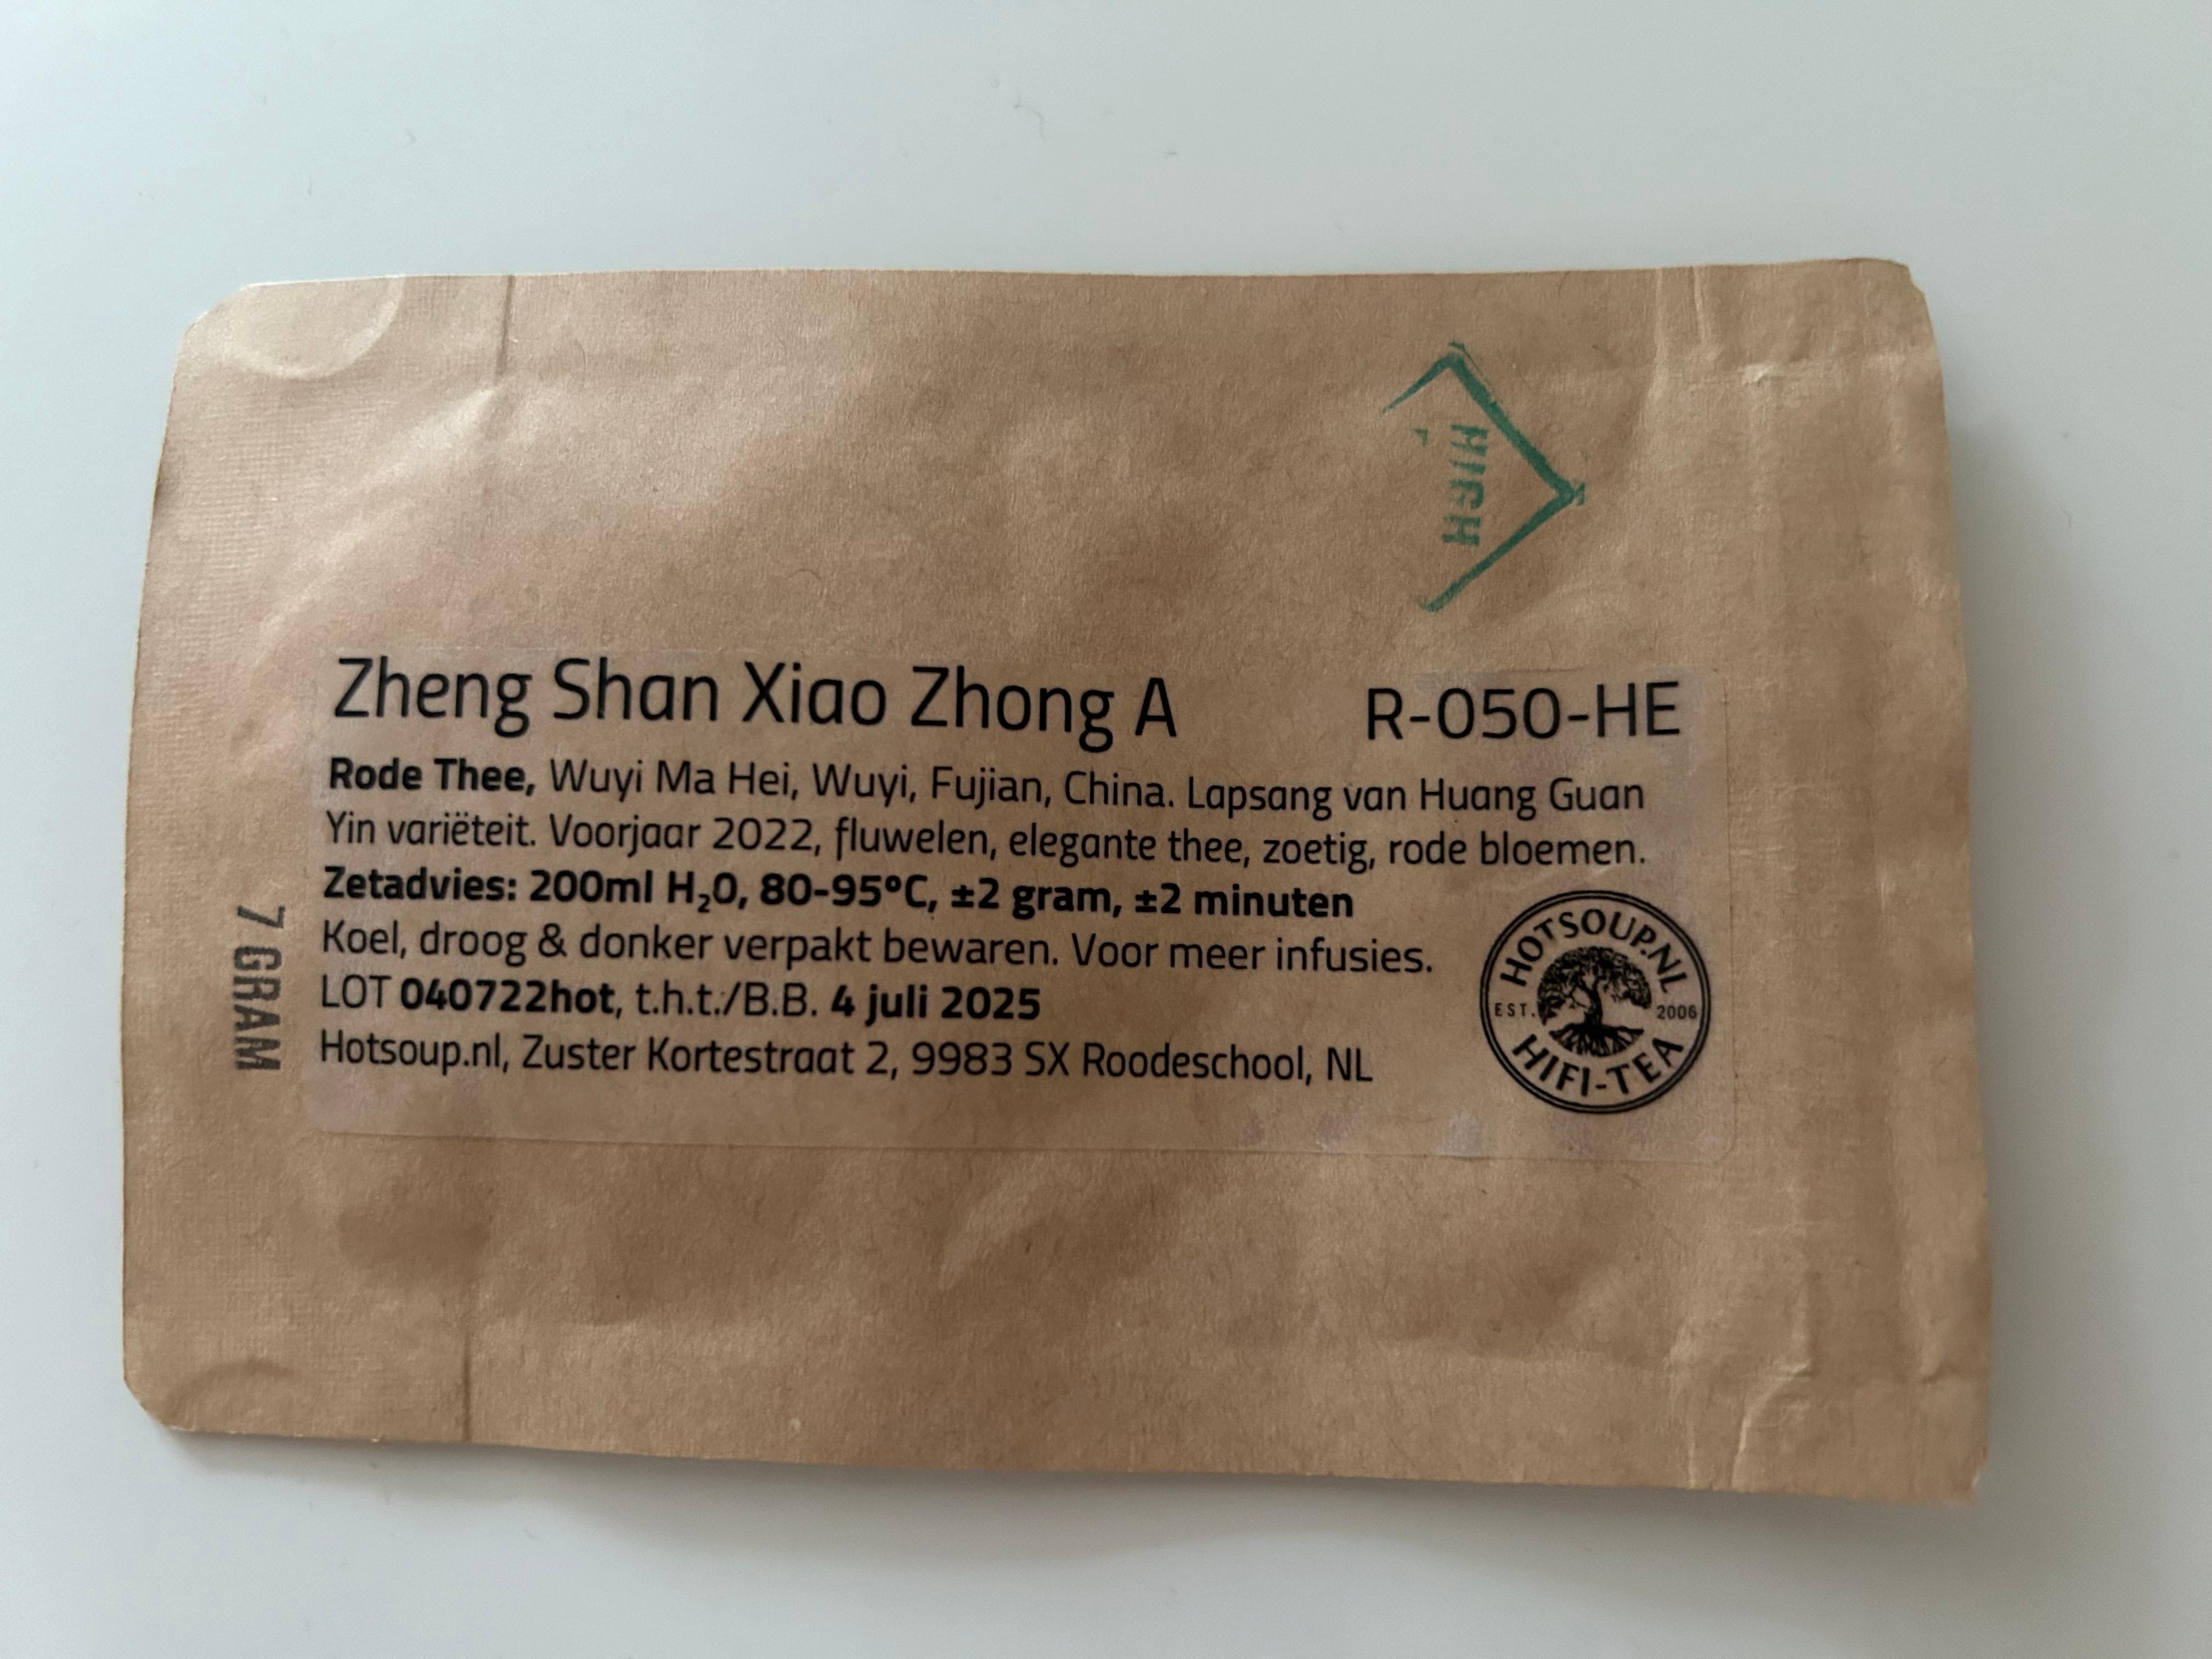 HIGH
Zheng Shan Xiao Zhong A R-050-HE
Rode Thee, Wuyi Ma Hei, Wuyi, Fujian, China. Lapsang van Huang Guan
Yin variëteit. Voorjaar 2022, fluwelen, elegante thee, zoetig, rode bloemen.
Zetadvies: 200ml H₂O, 80-95°C, ±2 gram, ±2 minuten
Koel, droog & donker verpakt bewaren. Voor meer infusies.
LOT 040722hot, t.h.t./B.B. 4 juli 2025
Hotsoup.nl, Zuster Kortestraat 2, 9983 SX Roodeschool, NL
7 GRAM
HOTSOUP.NL
EST. 2006
HIFI-TEA